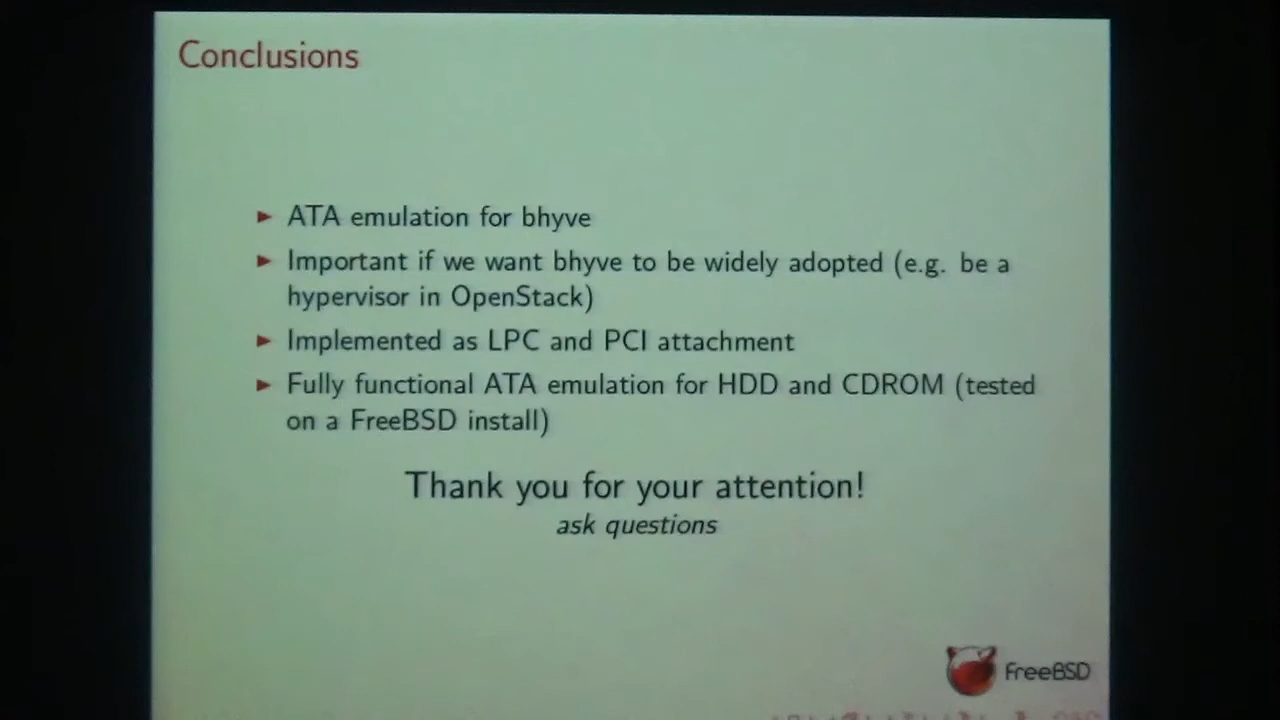 Conclusions
► ATA emulation for bhyve
► Important if we want bhyve to be widely adopted (e.g. be a
hypervisor in OpenStack)
► Implemented as LPC and PCI attachment
► Fully functional ATA emulation for HDD and CDROM (tested
on a FreeBSD install)
Thank you for your attention!
ask questions
FreeBSD